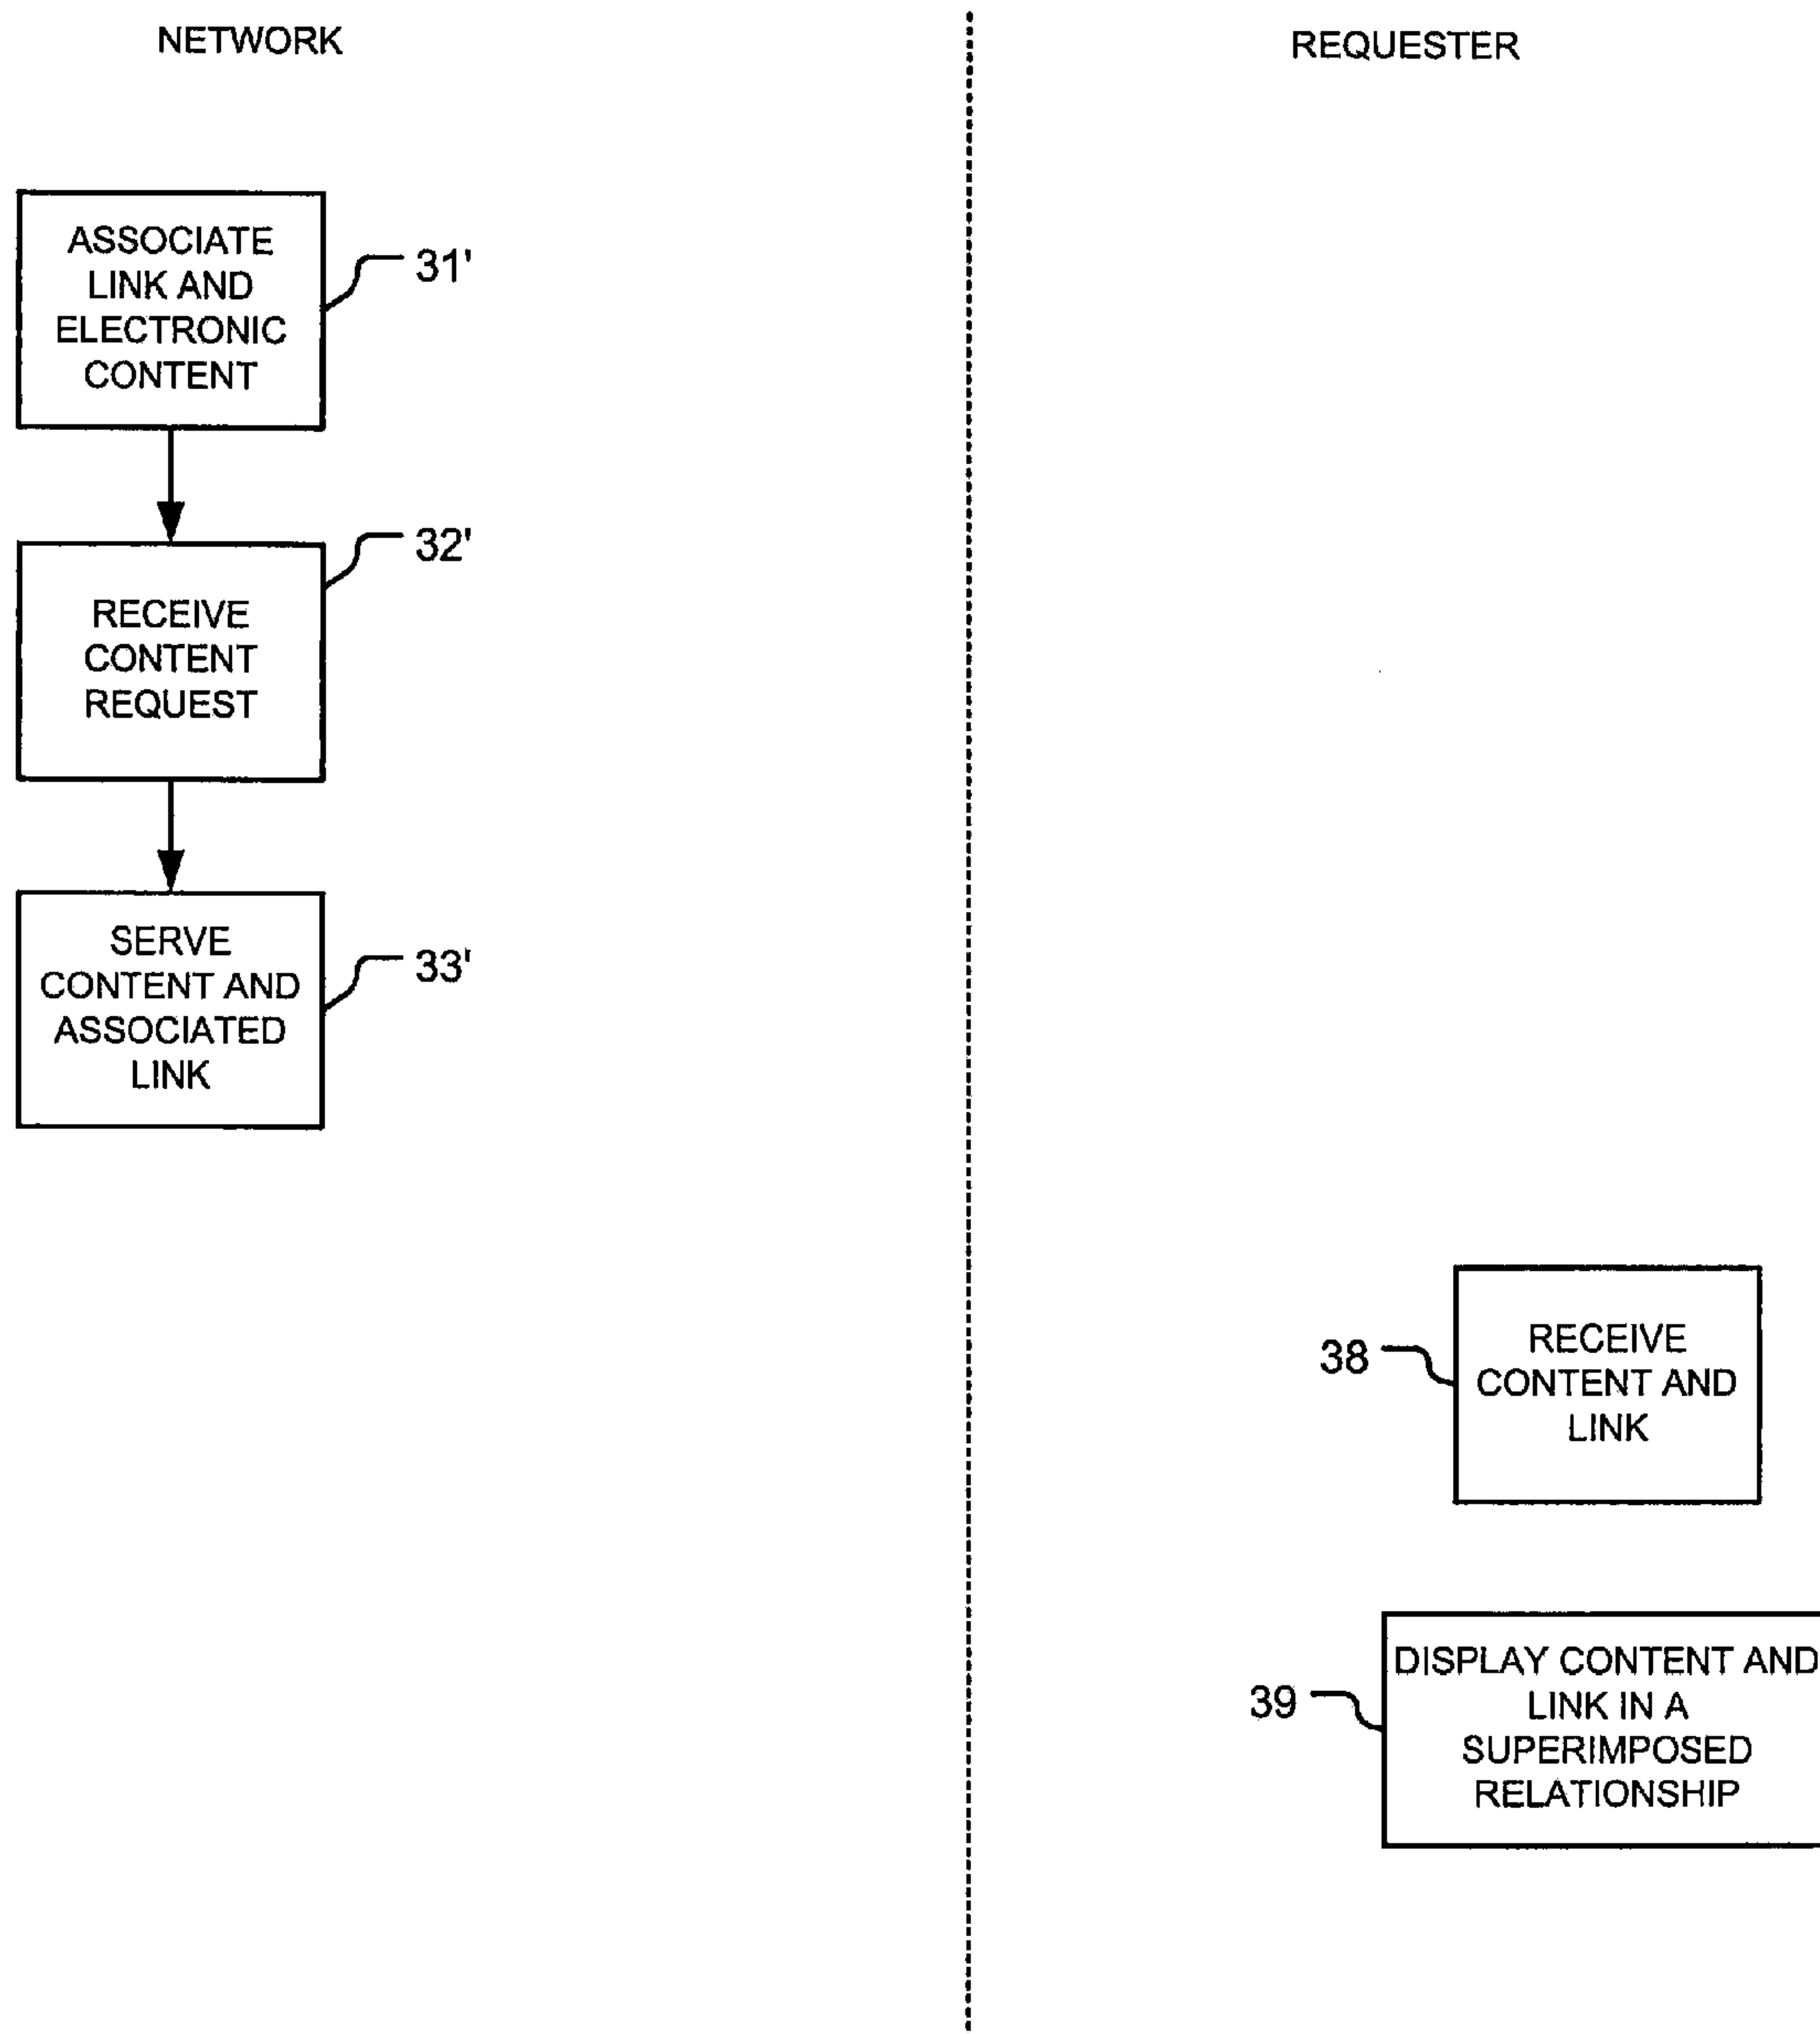 NETWORK
REQUESTER
ASSOCIATE
LINK AND
ELECTRONIC
CONTENT
31'
RECEIVE
CONTENT
REQUEST
32'
SERVE
CONTENT AND
ASSOCIATED
LINK
33'
38
RECEIVE
CONTENT AND
LINK
39
DISPLAY CONTENT AND
LINK IN A
SUPERIMPOSED
RELATIONSHIP